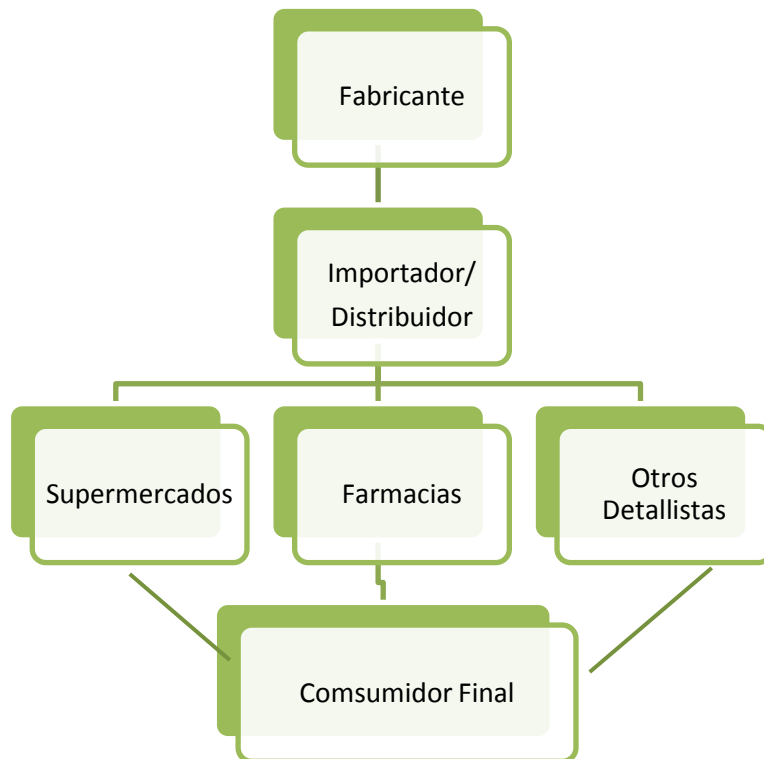 Fabricante
Importador/
Distribuidor
Supermercados
Farmacias
Otros
Detallistas
Comsumidor Final